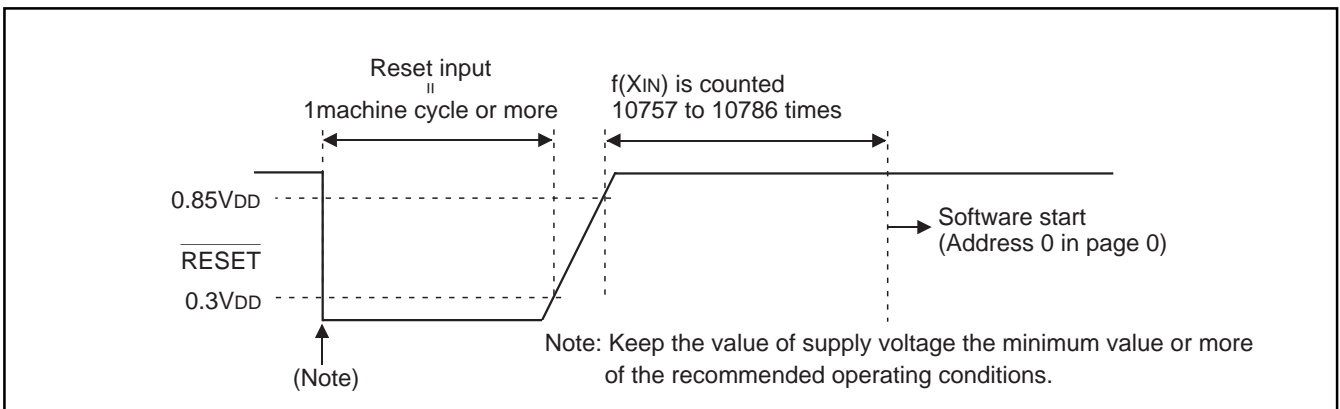 Reset input
=
1machine cycle or more
f(XIN) is counted
10757 to 10786 times
0.85VDD
RESET
0.3VDD
Software start
(Address 0 in page 0)
(Note)
Note: Keep the value of supply voltage the minimum value or more
of the recommended operating conditions.